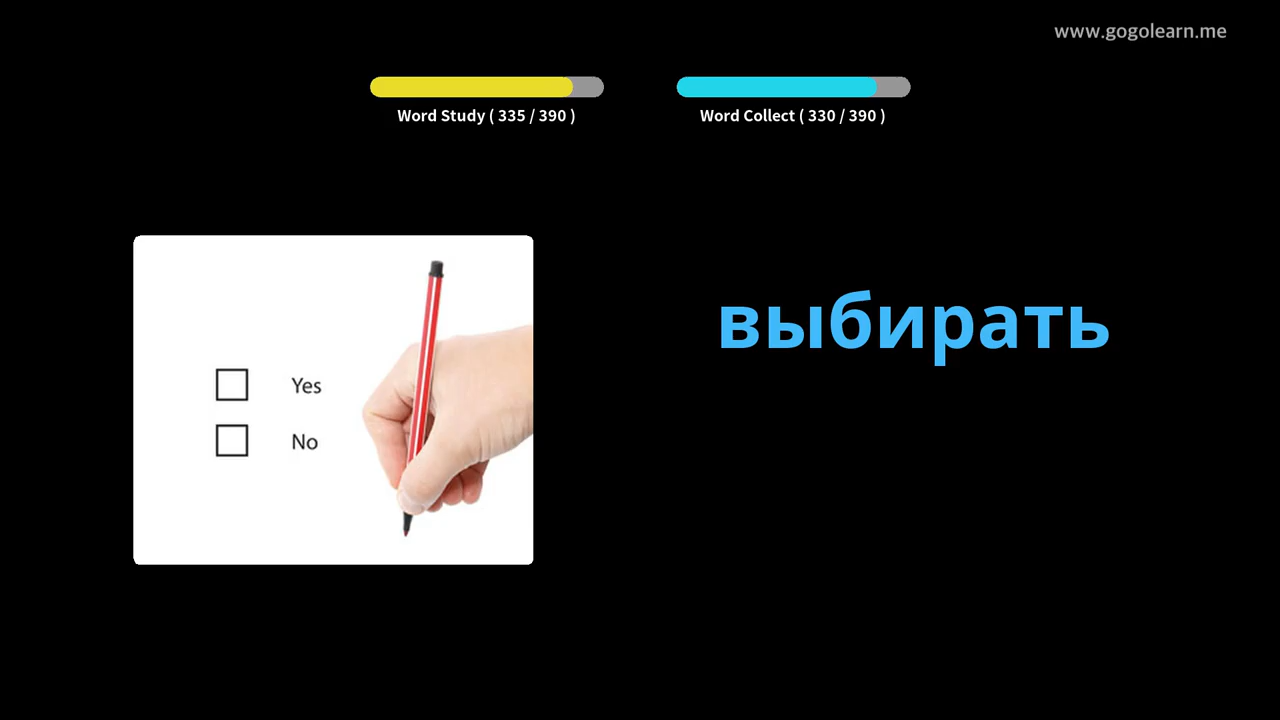 www.gogolearn.me
Word Study ( 335 / 390 )
Word Collect ( 330 / 390 )
выбирать
Yes
No